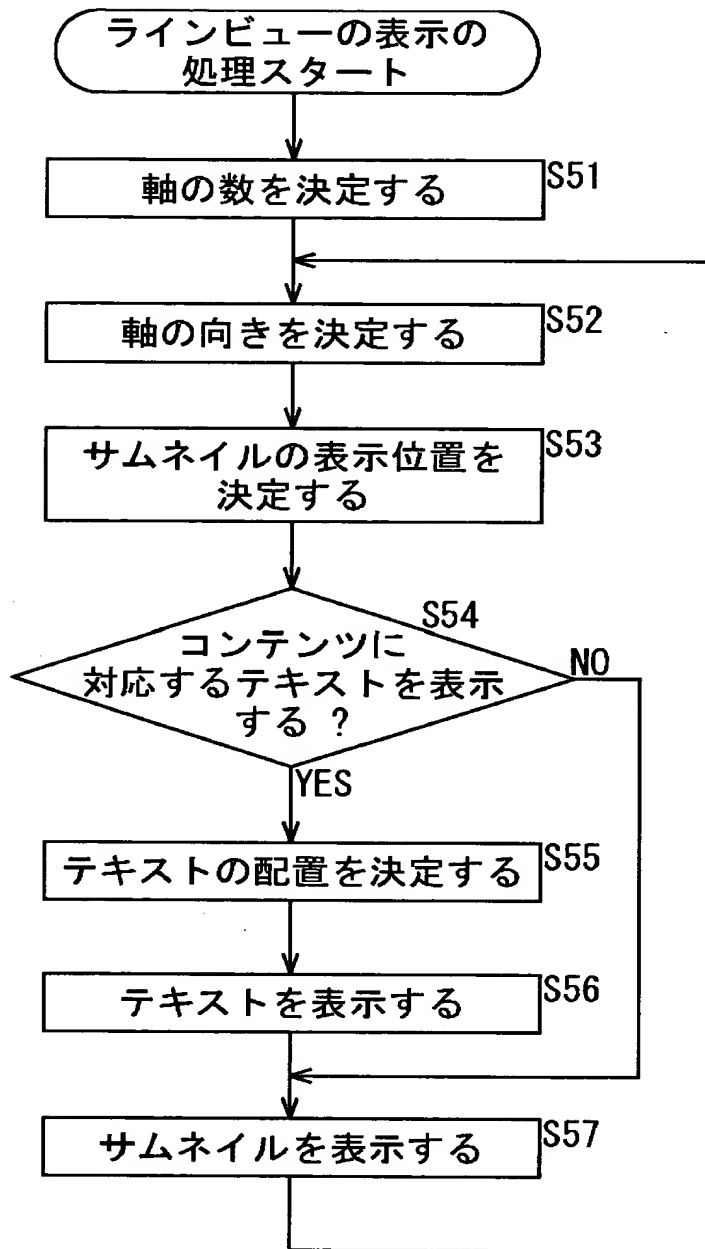 ラインビューの表示の
処理スタート
軸の数を決定する
S51
軸の向きを決定する
S52
サムネイルの表示位置を
決定する
S53
S54
コンテンツに
対応するテキストを表示
する ?
NO
YES
テキストの配置を決定する
S55
テキストを表示する
S56
サムネイルを表示する
S57